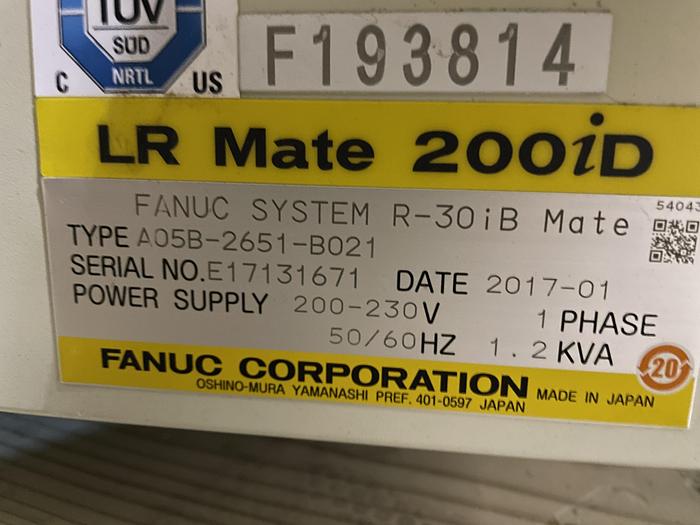 TÜV
SÜD
NRTL
C US
F193814
LR Mate 200iD
FANUC SYSTEM R-30iB Mate
54043
TYPE A05B-2651-B021
SERIAL NO. E17131671 DATE 2017-01
POWER SUPPLY 200-230V 1 PHASE
50/60HZ 1.2KVA
20
FANUC CORPORATION
OSHINO-MURA YAMANASHI PREF. 401-0597 JAPAN MADE IN JAPAN